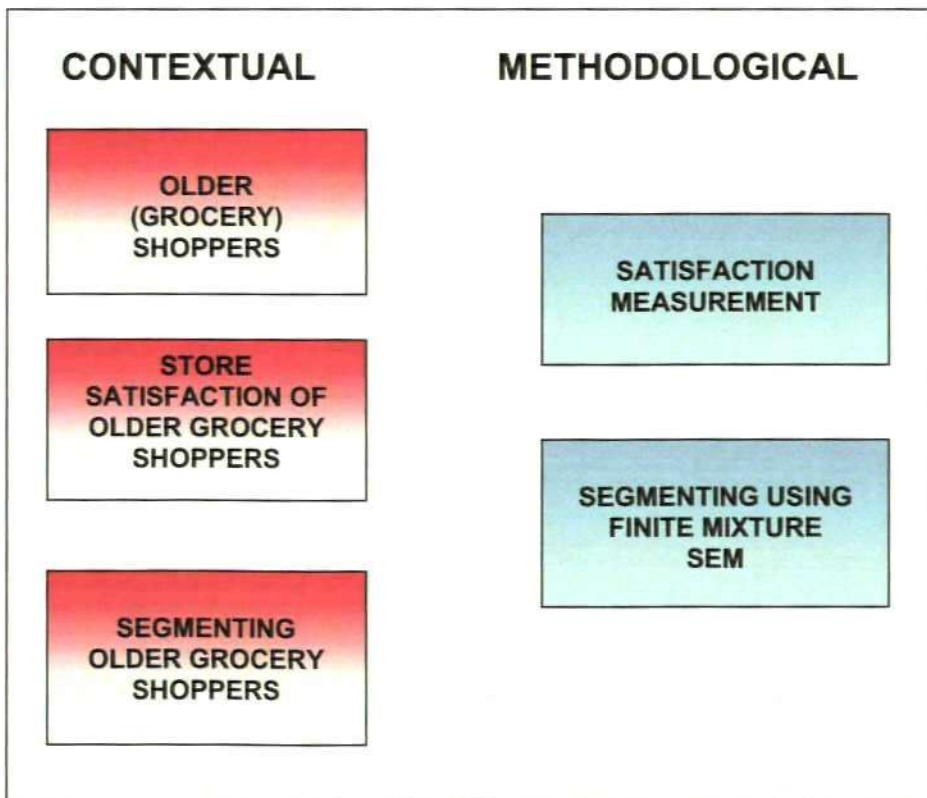 CONTEXTUAL
OLDER
(GROCERY)
SHOPPERS
STORE
SATISFACTION OF
OLDER GROCERY
SHOPPERS
SEGMENTING
OLDER GROCERY
SHOPPERS
METHODOLOGICAL
SATISFACTION
MEASUREMENT
SEGMENTING USING
FINITE MIXTURE
SEM